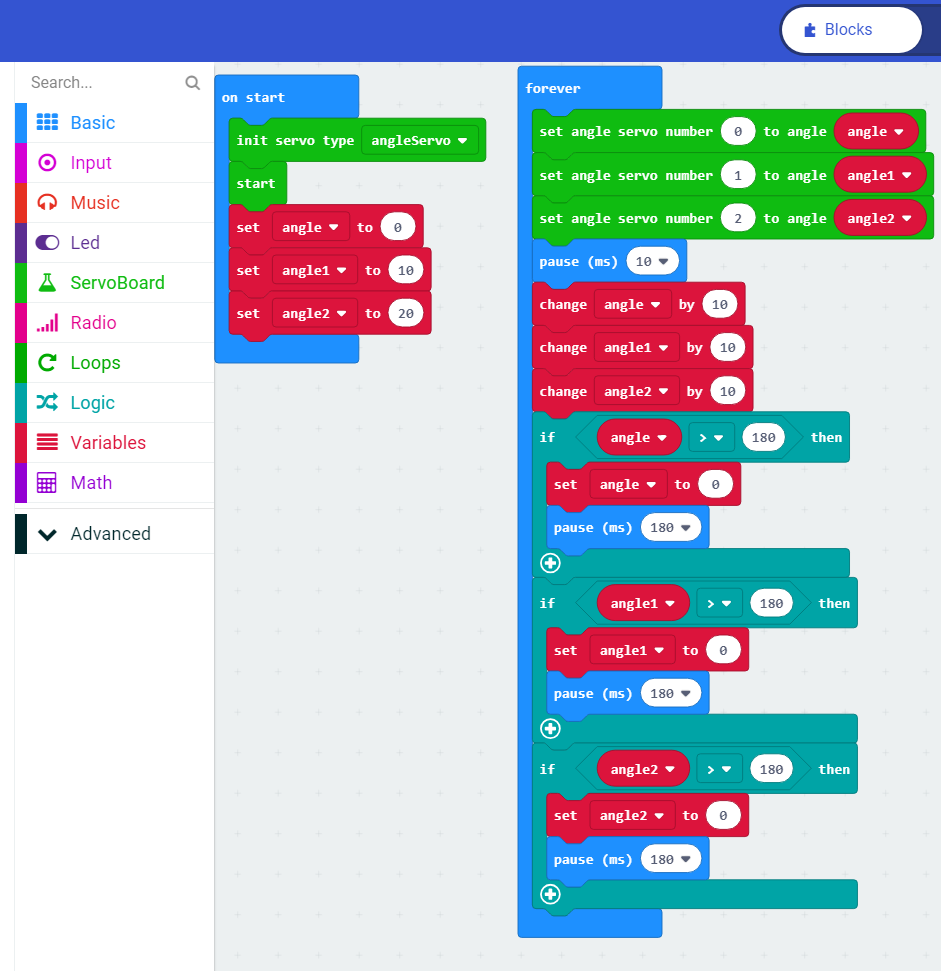 Blocks
Search...
Basic
Input
Music
Led
ServoBoard
Radio
Loops
Logic
Variables
Math
Advanced
on start
init servo type angleServo
start
set angle to 0
set angle1 to 10
set angle2 to 20
forever
set angle servo number 0 to angle angle
set angle servo number 1 to angle angle1
set angle servo number 2 to angle angle2
pause (ms) 10
change angle by 10
change angle1 by 10
change angle2 by 10
if angle > 180 then
set angle to 0
pause (ms) 180
if angle1 > 180 then
set angle1 to 0
pause (ms) 180
if angle2 > 180 then
set angle2 to 0
pause (ms) 180